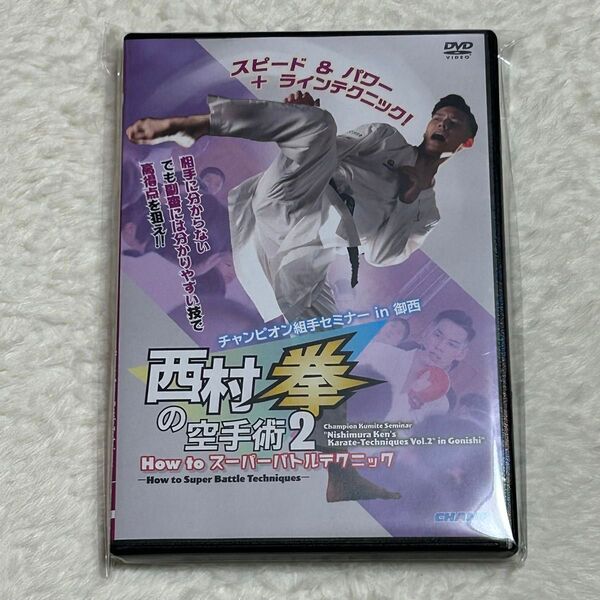 DVD
VIDEO
スピード & パワー
+ ラインテクニック!
相手に分からない
でも副審には分かりやすい技で
高得点を狙え!!
チャンピオン組手セミナー in 御西
西村拳
の空手術2
Champion Kumite Seminar
"Nishimura Ken's
Karate-Techniques Vol.2" in Gonishi"
How to スーパーバトルテクニック
—How to Super Battle Techniques—
CHAMP